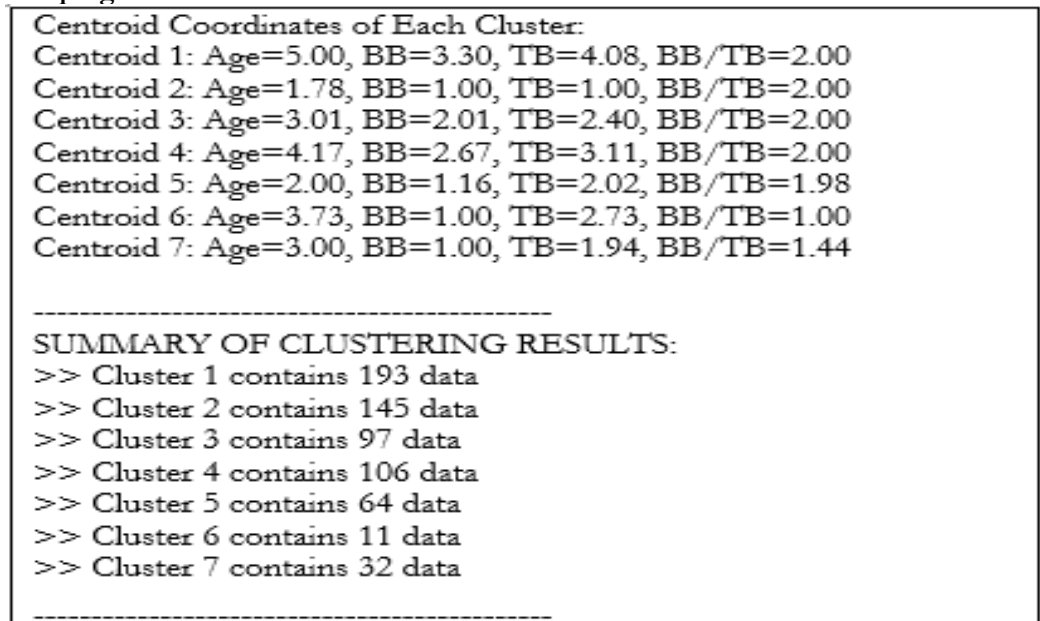 Centroid Coordinates of Each Cluster:
Centroid 1: Age=5.00, BB=3.30, TB=4.08, BB/TB=2.00
Centroid 2: Age=1.78, BB=1.00, TB=1.00, BB/TB=2.00
Centroid 3: Age=3.01, BB=2.01, TB=2.40, BB/TB=2.00
Centroid 4: Age=4.17, BB=2.67, TB=3.11, BB/TB=2.00
Centroid 5: Age=2.00, BB=1.16, TB=2.02, BB/TB=1.98
Centroid 6: Age=3.73, BB=1.00, TB=2.73, BB/TB=1.00
Centroid 7: Age=3.00, BB=1.00, TB=1.94, BB/TB=1.44
---------------------------------------------
SUMMARY OF CLUSTERING RESULTS:
>> Cluster 1 contains 193 data
>> Cluster 2 contains 145 data
>> Cluster 3 contains 97 data
>> Cluster 4 contains 106 data
>> Cluster 5 contains 64 data
>> Cluster 6 contains 11 data
>> Cluster 7 contains 32 data
---------------------------------------------